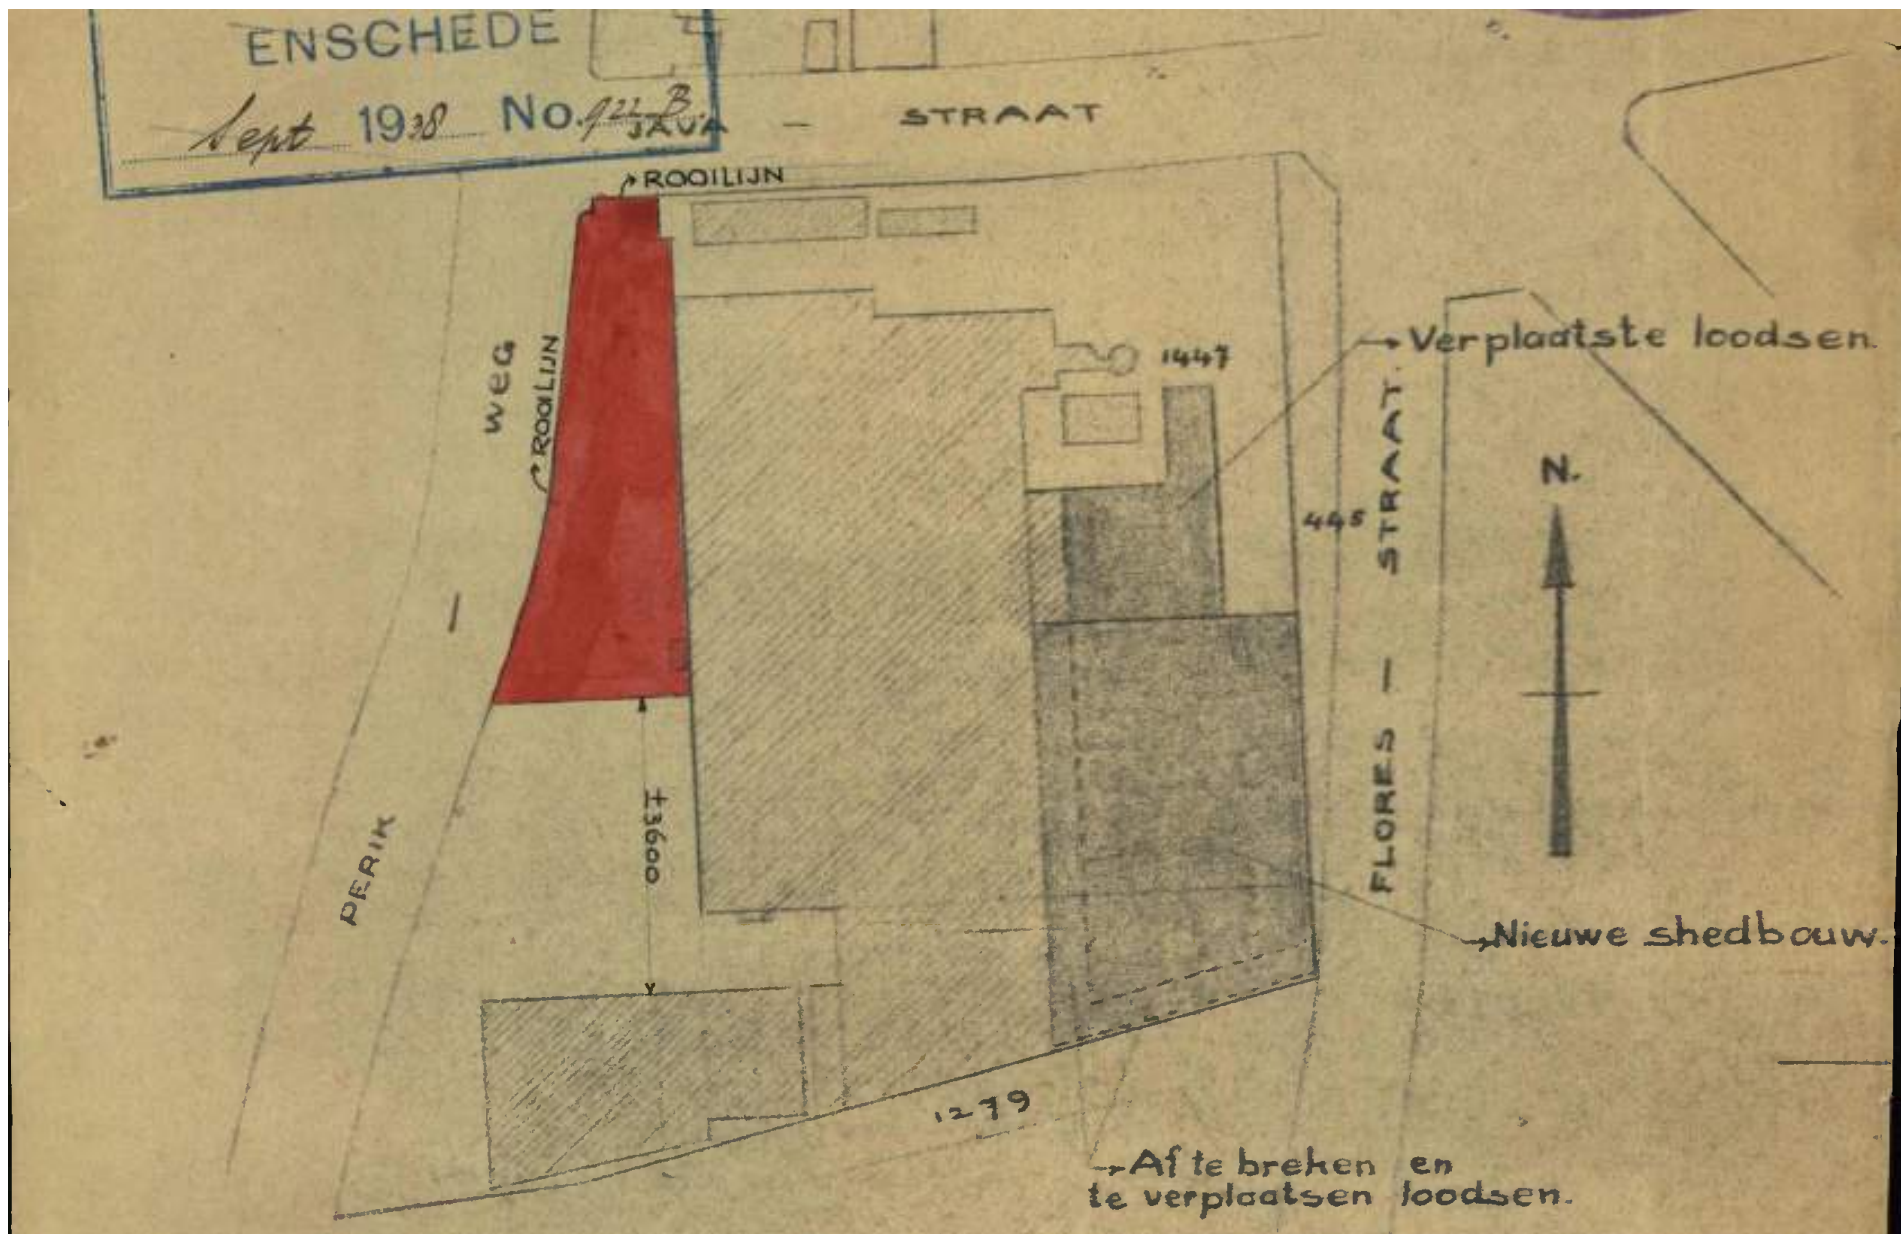 ENSCHEDE
Sept 1938 No. 922 B.
JAVA - STRAAT
ROOILIJN
WEG
ROOILIJN
Verplaatste loodsen.
1447
N.
445
FLORES - STRAAT.
±3600
PERIK -
Nieuwe shedbouw.
1279
Af te breken en
te verplaatsen loodsen.